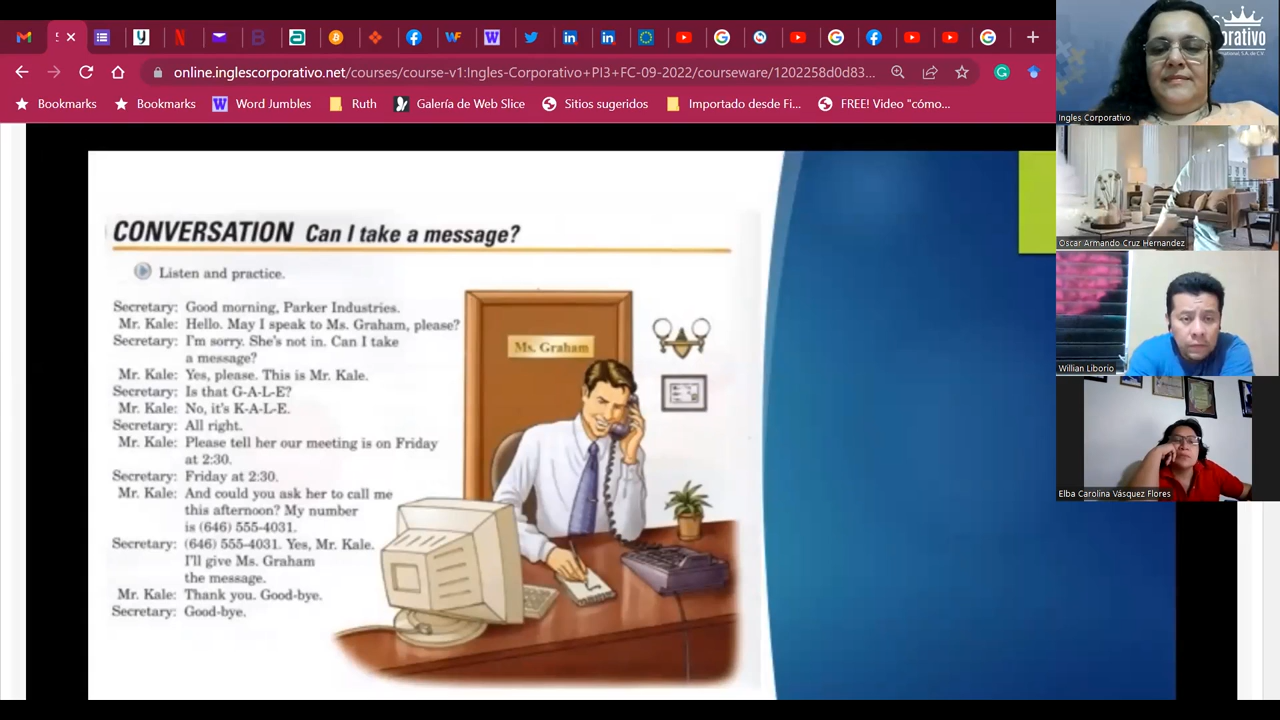 online.inglescorporativo.net/courses/course-v1:Ingles-Corporativo+PI3+FC-09-2022/courseware/1202258d0d83...
Bookmarks
Bookmarks
Word Jumbles
Ruth
Galería de Web Slice
Sitios sugeridos
Importado desde Fi...
FREE! Video "cómo...
CONVERSATION Can I take a message?
Listen and practice.
Secretary: Good morning, Parker Industries.
Mr. Kale: Hello. May I speak to Ms. Graham, please?
Secretary: I'm sorry. She's not in. Can I take
a message?
Mr. Kale: Yes, please. This is Mr. Kale.
Secretary: Is that G-A-L-E?
Mr. Kale: No, it's K-A-L-E.
Secretary: All right.
Mr. Kale: Please tell her our meeting is on Friday
at 2:30.
Secretary: Friday at 2:30.
Mr. Kale: And could you ask her to call me
this afternoon? My number
is (646) 555-4031.
Secretary: (646) 555-4031. Yes, Mr. Kale.
I'll give Ms. Graham
the message.
Mr. Kale: Thank you. Good-bye.
Secretary: Good-bye.
Ms. Graham
Ingles Corporativo
Oscar Armando Cruz Hernandez
Willian Liborio
Elba Carolina Vásquez Flores